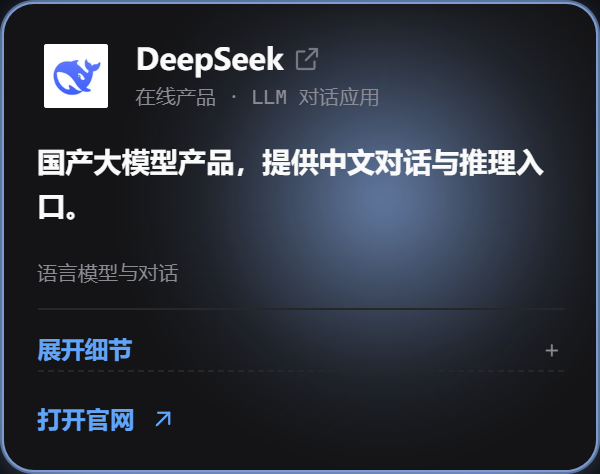 DeepSeek
在线产品 · LLM 对话应用
国产大模型产品，提供中文对话与推理入
口。
语言模型与对话
展开细节 +
打开官网